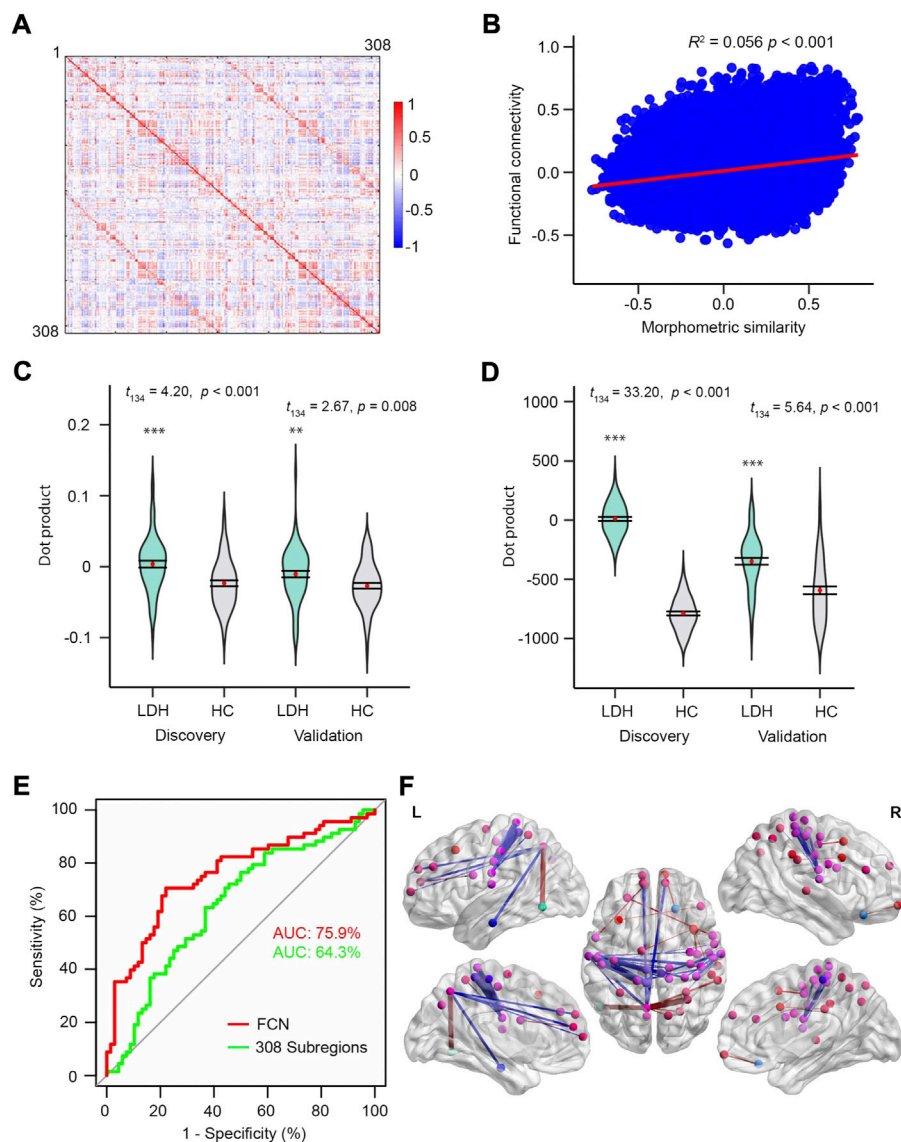 A
1
308
308
1
0.5
0
-0.5
-1
B
R² = 0.056 p < 0.001
1.0
0.5
0.0
-0.5
Functional connectivity
-0.5
0.0
0.5
Morphometric similarity
C
t₁₃₄ = 4.20, p < 0.001
t₁₃₄ = 2.67, p = 0.008
***
**
0.2
0.1
0
-0.1
Dot product
LDH
HC
LDH
HC
Discovery
Validation
D
t₁₃₄ = 33.20, p < 0.001
t₁₃₄ = 5.64, p < 0.001
***
***
1000
500
0
-500
-1000
Dot product
LDH
HC
LDH
HC
Discovery
Validation
E
100
80
60
40
20
0
Sensitivity (%)
AUC: 75.9%
AUC: 64.3%
FCN
308 Subregions
0
20
40
60
80
100
1 - Specificity (%)
F
L
R